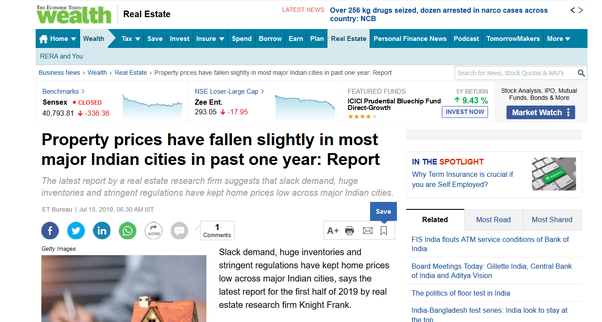 THE ECONOMIC TIMES
wealth
Real Estate
LATEST NEWS
Over 256 kg drugs seized, dozen arrested in narco cases across
country: NCB
Home Wealth Tax Save Invest Insure Spend Borrow Earn Plan Real Estate Personal Finance News Podcast TomorrowMakers More
RERA and You
Business News › Wealth › Real Estate › Property prices have fallen slightly in most major Indian cities in past one year: Report
Search for News, Stock Quotes & NAV's
Benchmarks
Sensex CLOSED
40,793.81 -336.36
NSE Loser-Large Cap
Zee Ent.
293.05 -17.95
FEATURED FUNDS
ICICI Prudential Bluechip Fund
Direct-Growth
5Y RETURN
9.43 %
INVEST NOW
Stock Analysis, IPO, Mutual
Funds, Bonds & More
Market Watch
Property prices have fallen slightly in most
major Indian cities in past one year: Report
The latest report by a real estate research firm suggests that slack demand, huge
inventories and stringent regulations have kept home prices low across major Indian cities.
ET Bureau | Jul 15, 2019, 06.30 AM IST
Save
MORE
1
Comments
A+
Getty Images
Slack demand, huge inventories and
stringent regulations have kept home prices
low across major Indian cities, says the
latest report for the first half of 2019 by real
estate research firm Knight Frank.
IN THE SPOTLIGHT
Why Term Insurance is crucial if
you are Self Employed?
Related Most Read Most Shared
FIS India flouts ATM service conditions of Bank of
India
Board Meetings Today: Gillette India, Central Bank
of India and Aditya Vision
The politics of floor test in India
India-Bangladesh test series: India look to stay at the
top